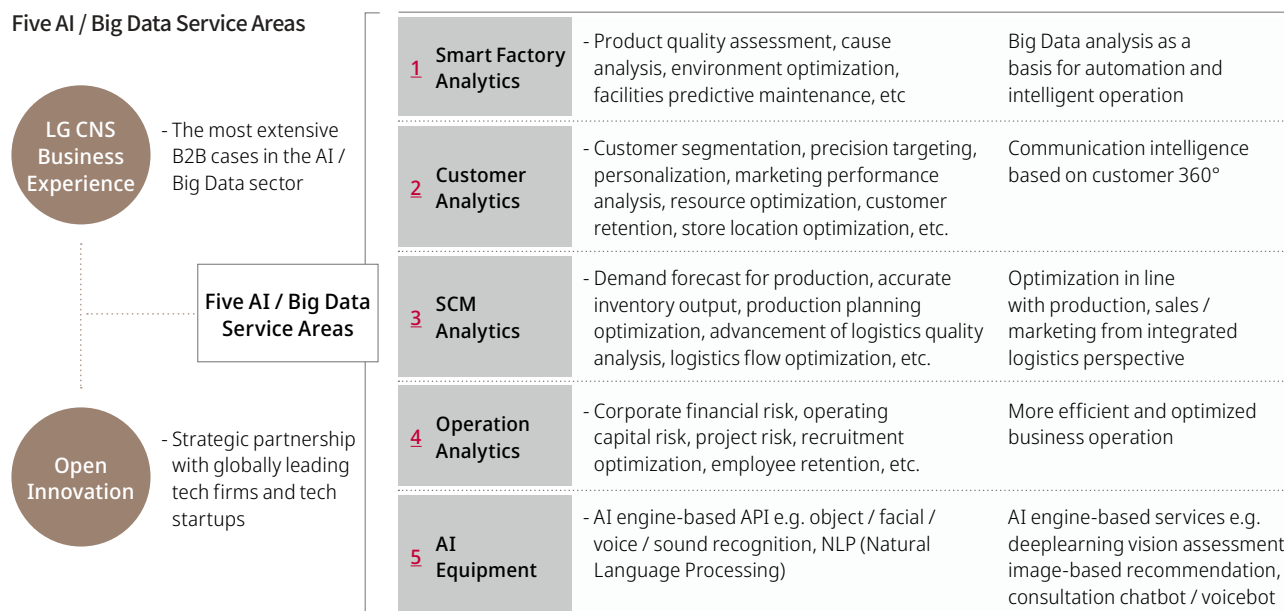 Five AI / Big Data Service Areas
LG CNS
Business
Experience
- The most extensive
B2B cases in the AI /
Big Data sector
Five AI / Big Data
Service Areas
Open
Innovation
- Strategic partnership
with globally leading
tech firms and tech
startups
1
Smart Factory
Analytics
- Product quality assessment, cause
analysis, environment optimization,
facilities predictive maintenance, etc
Big Data analysis as a
basis for automation and
intelligent operation
2
Customer
Analytics
- Customer segmentation, precision targeting,
personalization, marketing performance
analysis, resource optimization, customer
retention, store location optimization, etc.
Communication intelligence
based on customer 360°
3
SCM
Analytics
- Demand forecast for production, accurate
inventory output, production planning
optimization, advancement of logistics quality
analysis, logistics flow optimization, etc.
Optimization in line
with production, sales /
marketing from integrated
logistics perspective
4
Operation
Analytics
- Corporate financial risk, operating
capital risk, project risk, recruitment
optimization, employee retention, etc.
More efficient and optimized
business operation
5
AI
Equipment
- AI engine-based API e.g. object / facial /
voice / sound recognition, NLP (Natural
Language Processing)
AI engine-based services e.g.
deeplearning vision assessment
image-based recommendation,
consultation chatbot / voicebot